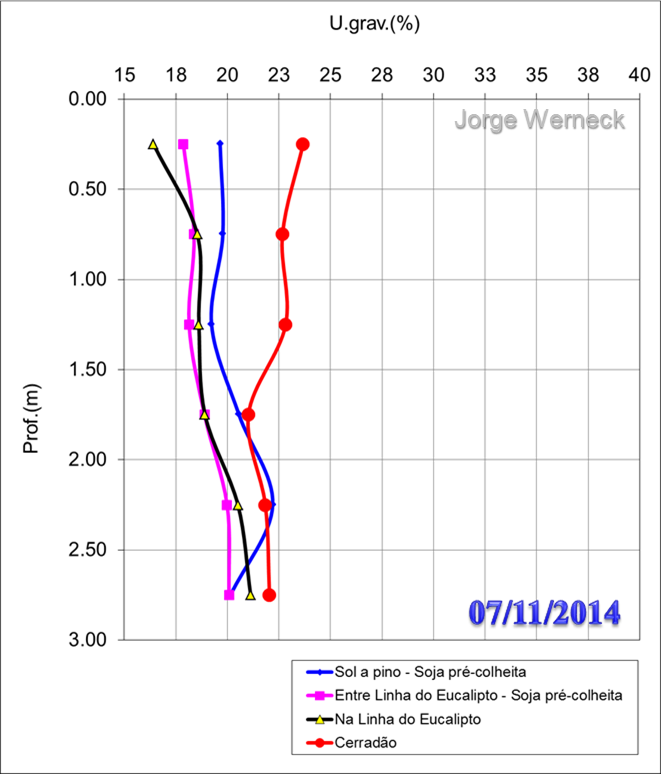 U.grav.(%)
15 18 20 23 25 28 30 33 35 38 40
0.00
Jorge Werneck
0.50
1.00
1.50
Prof.(m)
2.00
2.50
07/11/2014
3.00
Sol a pino - Soja pré-colheita
Entre Linha do Eucalipto - Soja pré-colheita
Na Linha do Eucalipto
Cerradão